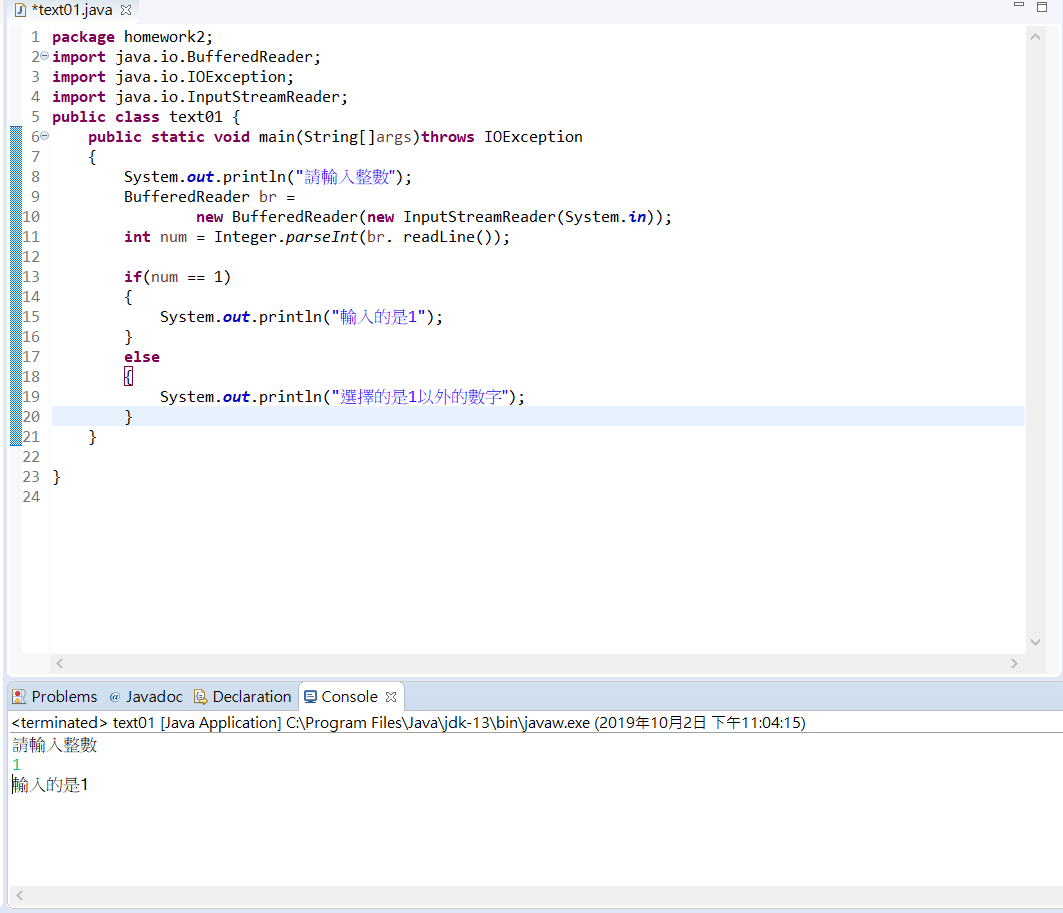 *text01.java
1 package homework2;
2 import java.io.BufferedReader;
3 import java.io.IOException;
4 import java.io.InputStreamReader;
5 public class text01 {
6 public static void main(String[]args)throws IOException
7 {
8 System.out.println("請輸入整數");
9 BufferedReader br =
10 new BufferedReader(new InputStreamReader(System.in));
11 int num = Integer.parseInt(br. readLine());
12
13 if(num == 1)
14 {
15 System.out.println("輸入的是1");
16 }
17 else
18 {
19 System.out.println("選擇的是1以外的數字");
20 }
21 }
22
23 }
24
Problems @ Javadoc Declaration Console
<terminated> text01 [Java Application] C:\Program Files\Java\jdk-13\bin\javaw.exe (2019年10月2日 下午11:04:15)
請輸入整數
1
輸入的是1